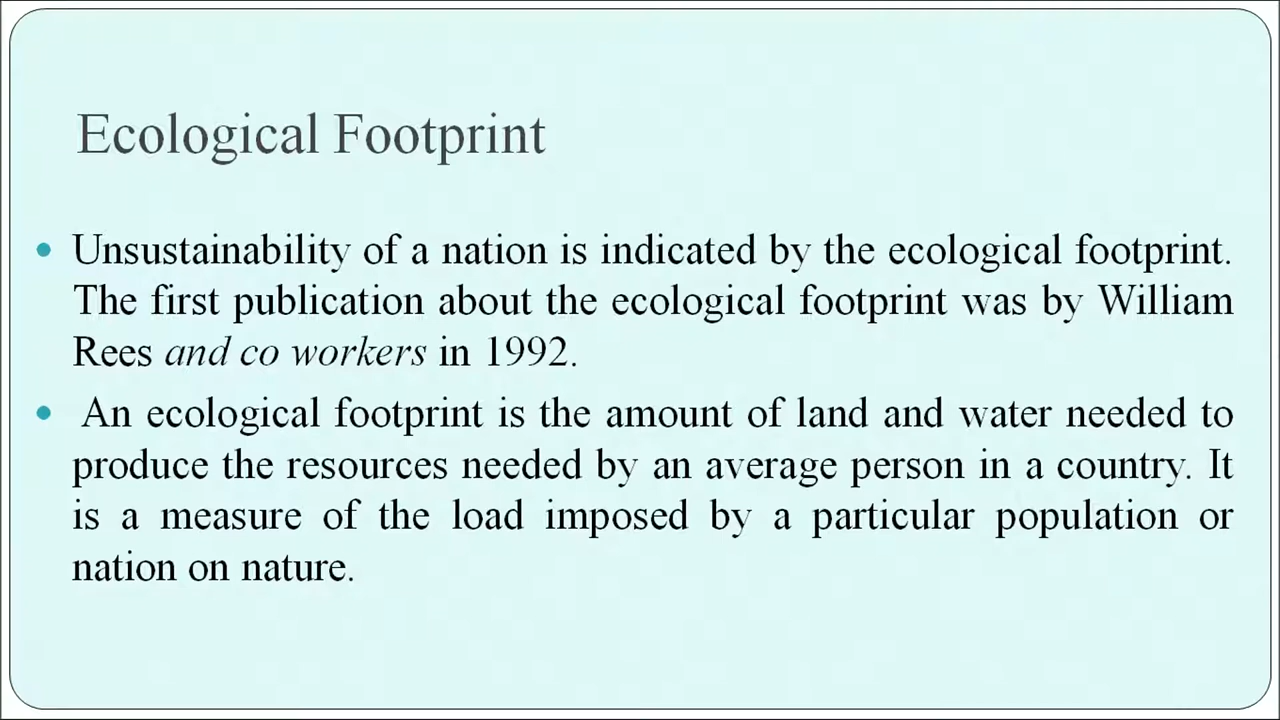 Ecological Footprint
• Unsustainability of a nation is indicated by the ecological footprint.
The first publication about the ecological footprint was by William
Rees and co workers in 1992.
• An ecological footprint is the amount of land and water needed to
produce the resources needed by an average person in a country. It
is a measure of the load imposed by a particular population or
nation on nature.